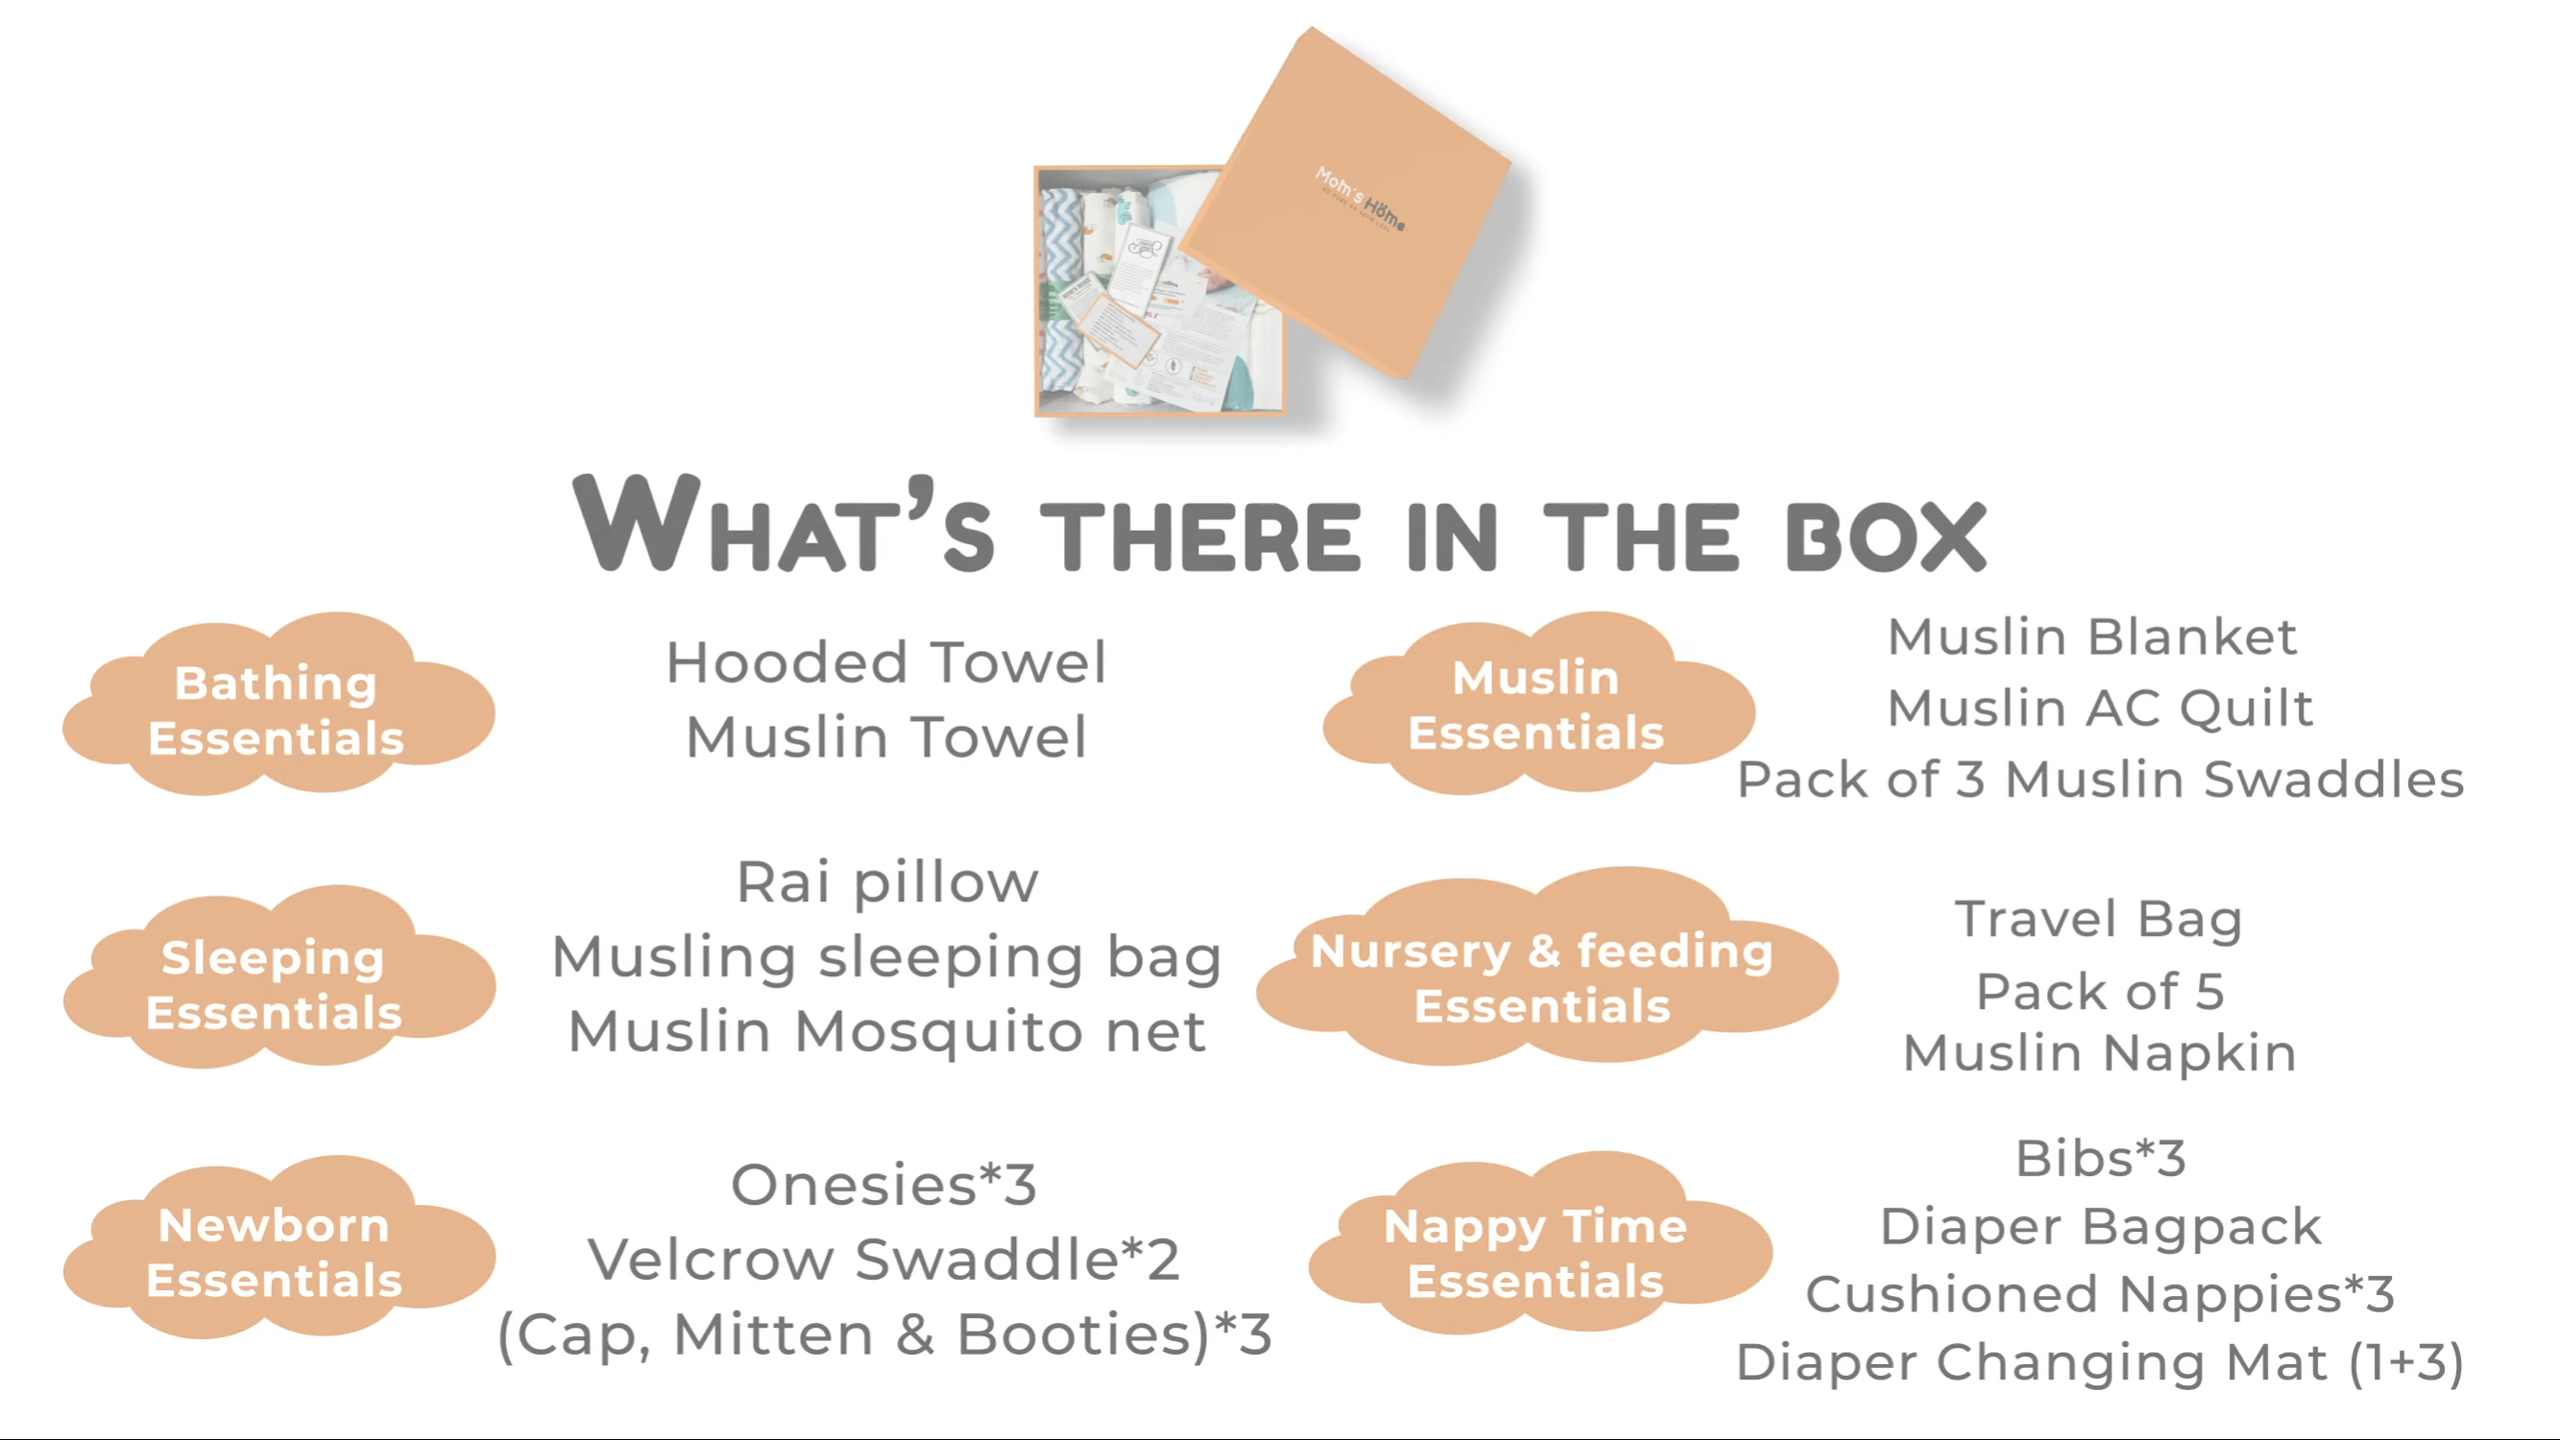 Mom's Home
What's there in the box
Bathing
Essentials
Hooded Towel
Muslin Towel
Muslin
Essentials
Muslin Blanket
Muslin AC Quilt
Pack of 3 Muslin Swaddles
Sleeping
Essentials
Rai pillow
Musling sleeping bag
Muslin Mosquito net
Nursery & feeding
Essentials
Travel Bag
Pack of 5
Muslin Napkin
Newborn
Essentials
Onesies*3
Velcrow Swaddle*2
(Cap, Mitten & Booties)*3
Nappy Time
Essentials
Bibs*3
Diaper Bagpack
Cushioned Nappies*3
Diaper Changing Mat (1+3)